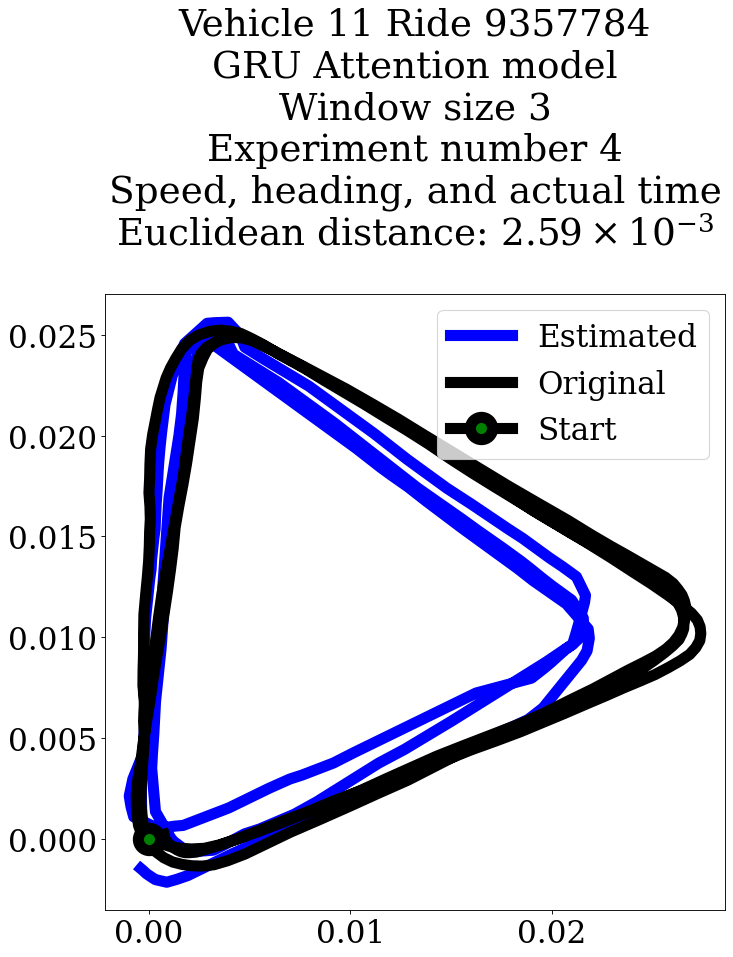 Vehicle 11 Ride 9357784
GRU Attention model
Window size 3
Experiment number 4
Speed, heading, and actual time
Euclidean distance: 2.59 × 10⁻³
Estimated
Original
Start
0.025
0.020
0.015
0.010
0.005
0.000
0.00 0.01 0.02